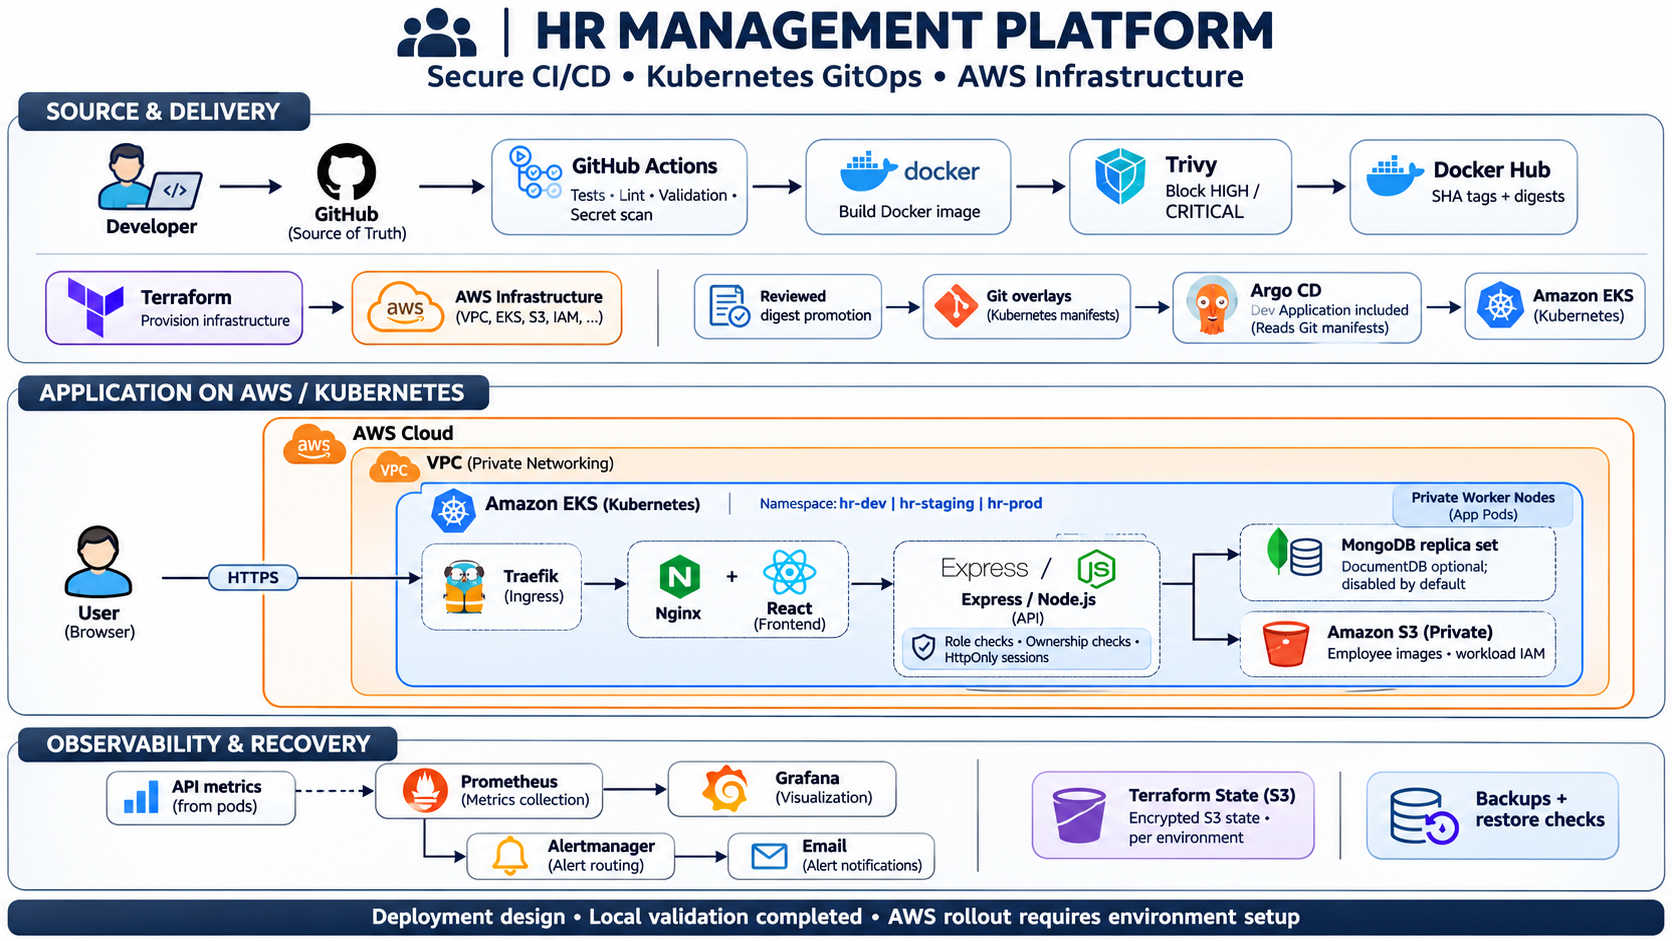 HR MANAGEMENT PLATFORM
Secure CI/CD • Kubernetes GitOps • AWS Infrastructure
SOURCE & DELIVERY
</>
Developer
GitHub
(Source of Truth)
GitHub Actions
Tests • Lint • Validation •
Secret scan
docker
Build Docker image
Trivy
Block HIGH /
CRITICAL
Docker Hub
SHA tags + digests
Terraform
Provision infrastructure
aws
AWS Infrastructure
(VPC, EKS, S3, IAM, ...)
Reviewed
digest promotion
Git overlays
(Kubernetes manifests)
Argo CD
Dev Application included
(Reads Git manifests)
Amazon EKS
(Kubernetes)
APPLICATION ON AWS / KUBERNETES
aws
AWS Cloud
VPC
VPC (Private Networking)
Amazon EKS (Kubernetes)
Namespace: hr-dev | hr-staging | hr-prod
Private Worker Nodes
(App Pods)
User
(Browser)
HTTPS
Traefik
(Ingress)
N
Nginx
+
React
(Frontend)
Express / JS
Express / Node.js
(API)
Role checks • Ownership checks •
HttpOnly sessions
MongoDB replica set
DocumentDB optional;
disabled by default
Amazon S3 (Private)
Employee images • workload IAM
OBSERVABILITY & RECOVERY
API metrics
(from pods)
Prometheus
(Metrics collection)
Grafana
(Visualization)
Alertmanager
(Alert routing)
Email
(Alert notifications)
Terraform State (S3)
Encrypted S3 state •
per environment
Backups +
restore checks
Deployment design • Local validation completed • AWS rollout requires environment setup